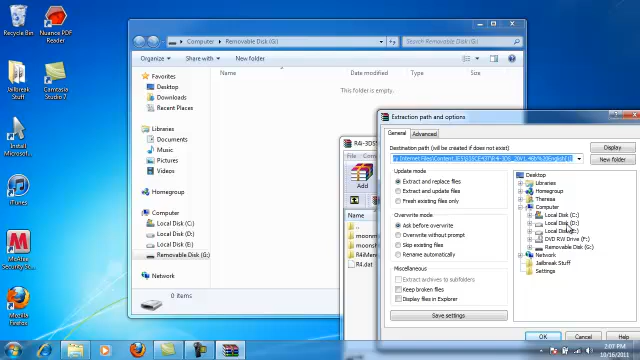 Recycle Bin
Nuance PDF
Reader
Jailbreak
Stuff
Camtasia
Studio 7
Install
Microsoft...
iTunes
McAfee
Security Sc...
Mozilla
Firefox
Computer ▸ Removable Disk (G:)
Search Removable Disk (G:)
Organize
Share with
New folder
Favorites
Desktop
Downloads
Recent Places
Libraries
Documents
Music
Pictures
Videos
Homegroup
Computer
Local Disk (C:)
Local Disk (D:)
Local Disk (E:)
Removable Disk (G:)
Network
Name
Date modified
Type
Size
This folder is empty.
0 items
File
Add
Name
..
R4.dat
Extraction path and options
General
Advanced
Destination path (will be created if does not exist)
Display
New folder
Update mode
Extract and replace files
Extract and update files
Fresh existing files only
Overwrite mode
Ask before overwrite
Overwrite without prompt
Skip existing files
Rename automatically
Miscellaneous
Extract archives to subfolders
Keep broken files
Display files in Explorer
Save settings
Desktop
Libraries
Homegroup
Theresa
Computer
Local Disk (C:)
Local Disk (D:)
Local Disk (E:)
DVD RW Drive (F:)
Removable Disk (G:)
Network
Jailbreak Stuff
Settings
OK
Cancel
Help
2:07 PM
10/16/2011